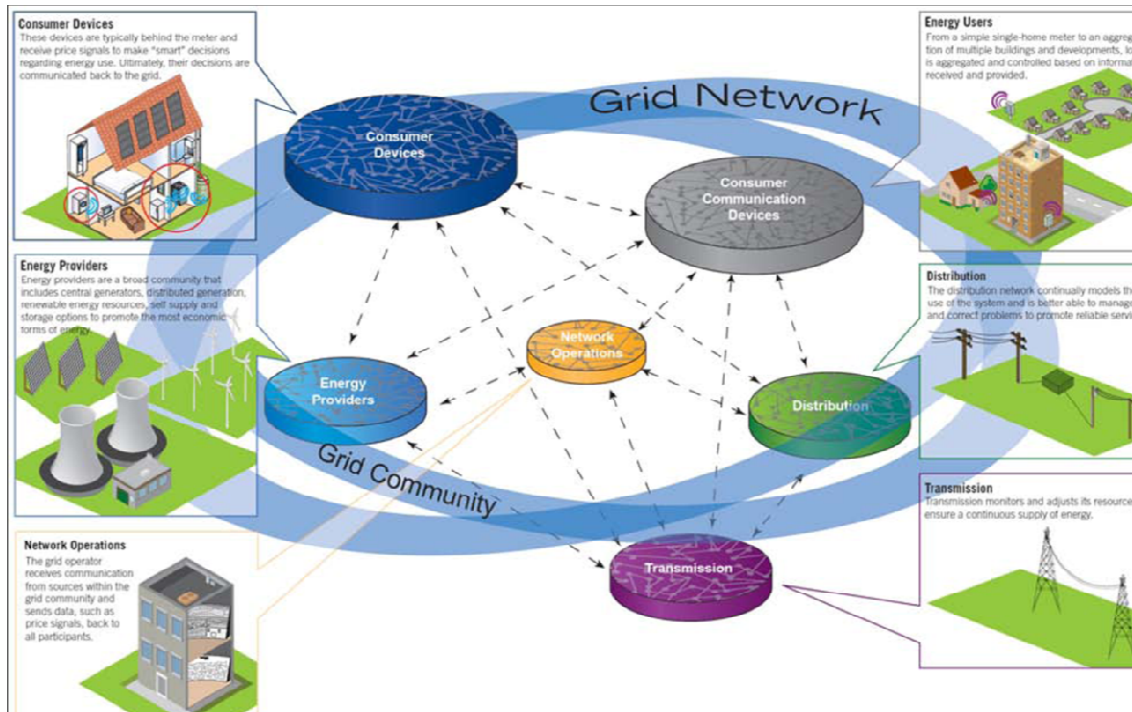 Consumer Devices
These devices are typically behind the meter and
receive price signals to make “smart” decisions
regarding energy use. Ultimately, their decisions are
communicated back to the grid.
Energy Users
From a simple single-home meter to an aggrega-
tion of multiple buildings and developments, lo
is aggregated and controlled based on informat
received and provided.
Grid Network
Consumer
Devices
Consumer
Communication
Devices
Energy Providers
Energy providers are a broad community that
includes central generators, distributed generation,
renewable energy resources, self supply and
storage options to promote the most economic
forms of energy.
Distribution
The distribution network continually models the
use of the system and is better able to manage
and correct problems to promote reliable servic
Network
Operations
Energy
Providers
Distribution
Grid Community
Transmission
Transmission monitors and adjusts its resource
ensure a continuous supply of energy.
Network Operations
The grid operator
receives communication
from sources within the
grid community and
sends data, such as
price signals, back to
all participants.
Transmission